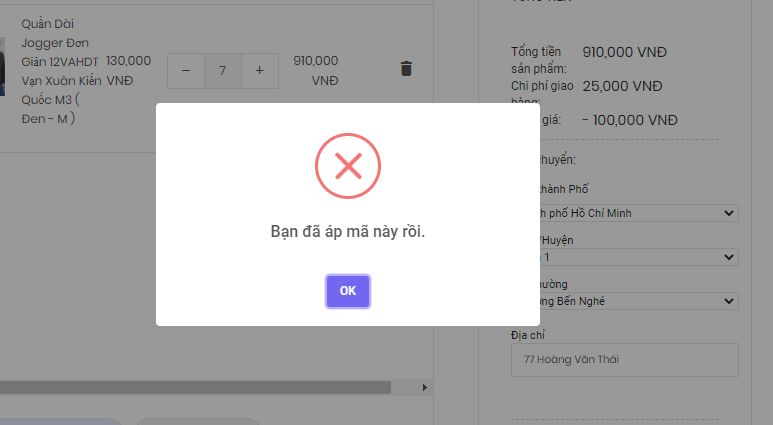 Quần Dài
Jogger Đơn
Giản 12VAHDT
Vạn Xuân Kiến
Quốc M3 (
Đen - M )
130,000
VNĐ
− 7 +
910,000
VNĐ
Tổng tiền
sản phẩm:
910,000 VNĐ
Chi phí giao
hàng:
25,000 VNĐ
giá:
- 100,000 VNĐ
chuyển:
thành Phố
phố Hồ Chí Minh
/Huyện
1
Bến Nghé
Địa chỉ
77 Hoàng Văn Thái
Bạn đã áp mã này rồi.
OK